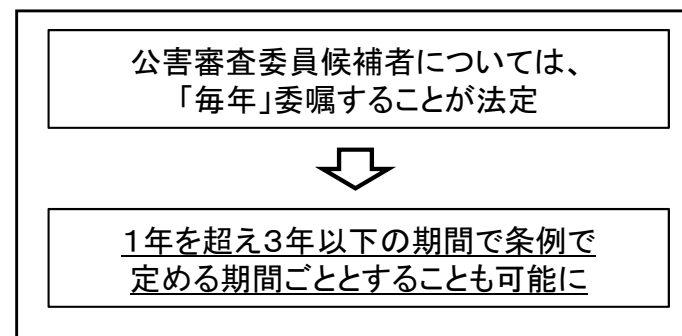 公害審査委員候補者については、
「毎年」委嘱することが法定
１年を超え３年以下の期間で条例で
定める期間ごととすることも可能に